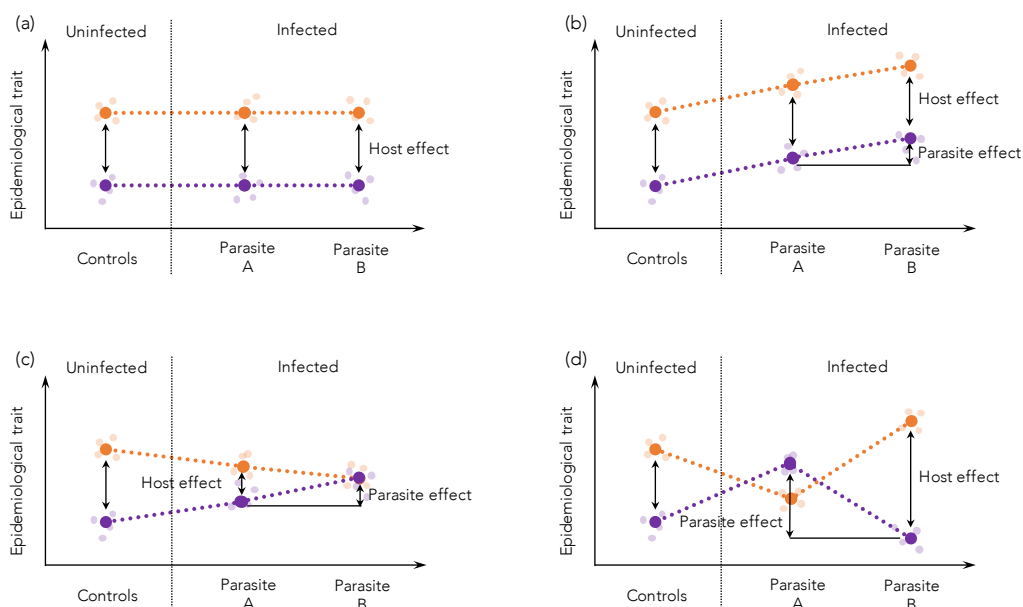 (a)
Uninfected
Infected
Epidemiological trait
Host effect
Controls
Parasite
A
Parasite
B
(b)
Uninfected
Infected
Epidemiological trait
Host effect
Parasite effect
Controls
Parasite
A
Parasite
B
(c)
Uninfected
Infected
Epidemiological trait
Host effect
Parasite effect
Controls
Parasite
A
Parasite
B
(d)
Uninfected
Infected
Epidemiological trait
Host effect
Parasite effect
Controls
Parasite
A
Parasite
B